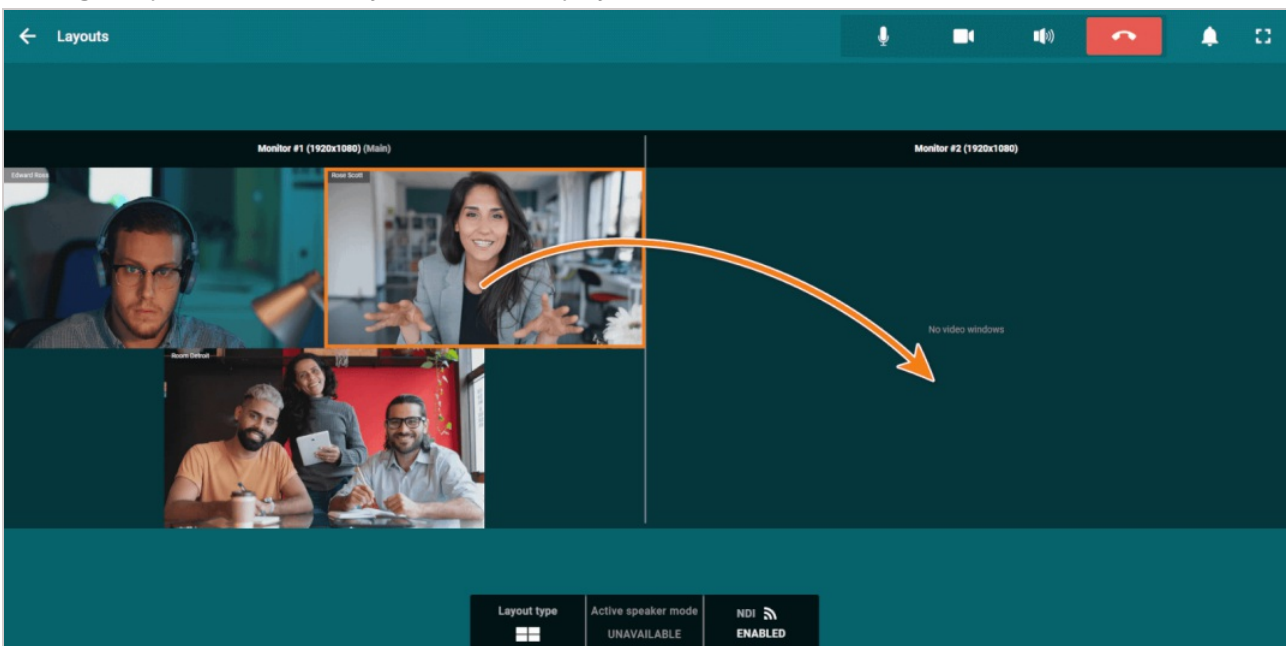 Layouts
Monitor #1 (1920x1080) (Main)
Monitor #2 (1920x1080)
Edward Ross
Rose Scott
No video windows
Room Detroit
Layout type
Active speaker mode
NDI
UNAVAILABLE
ENABLED